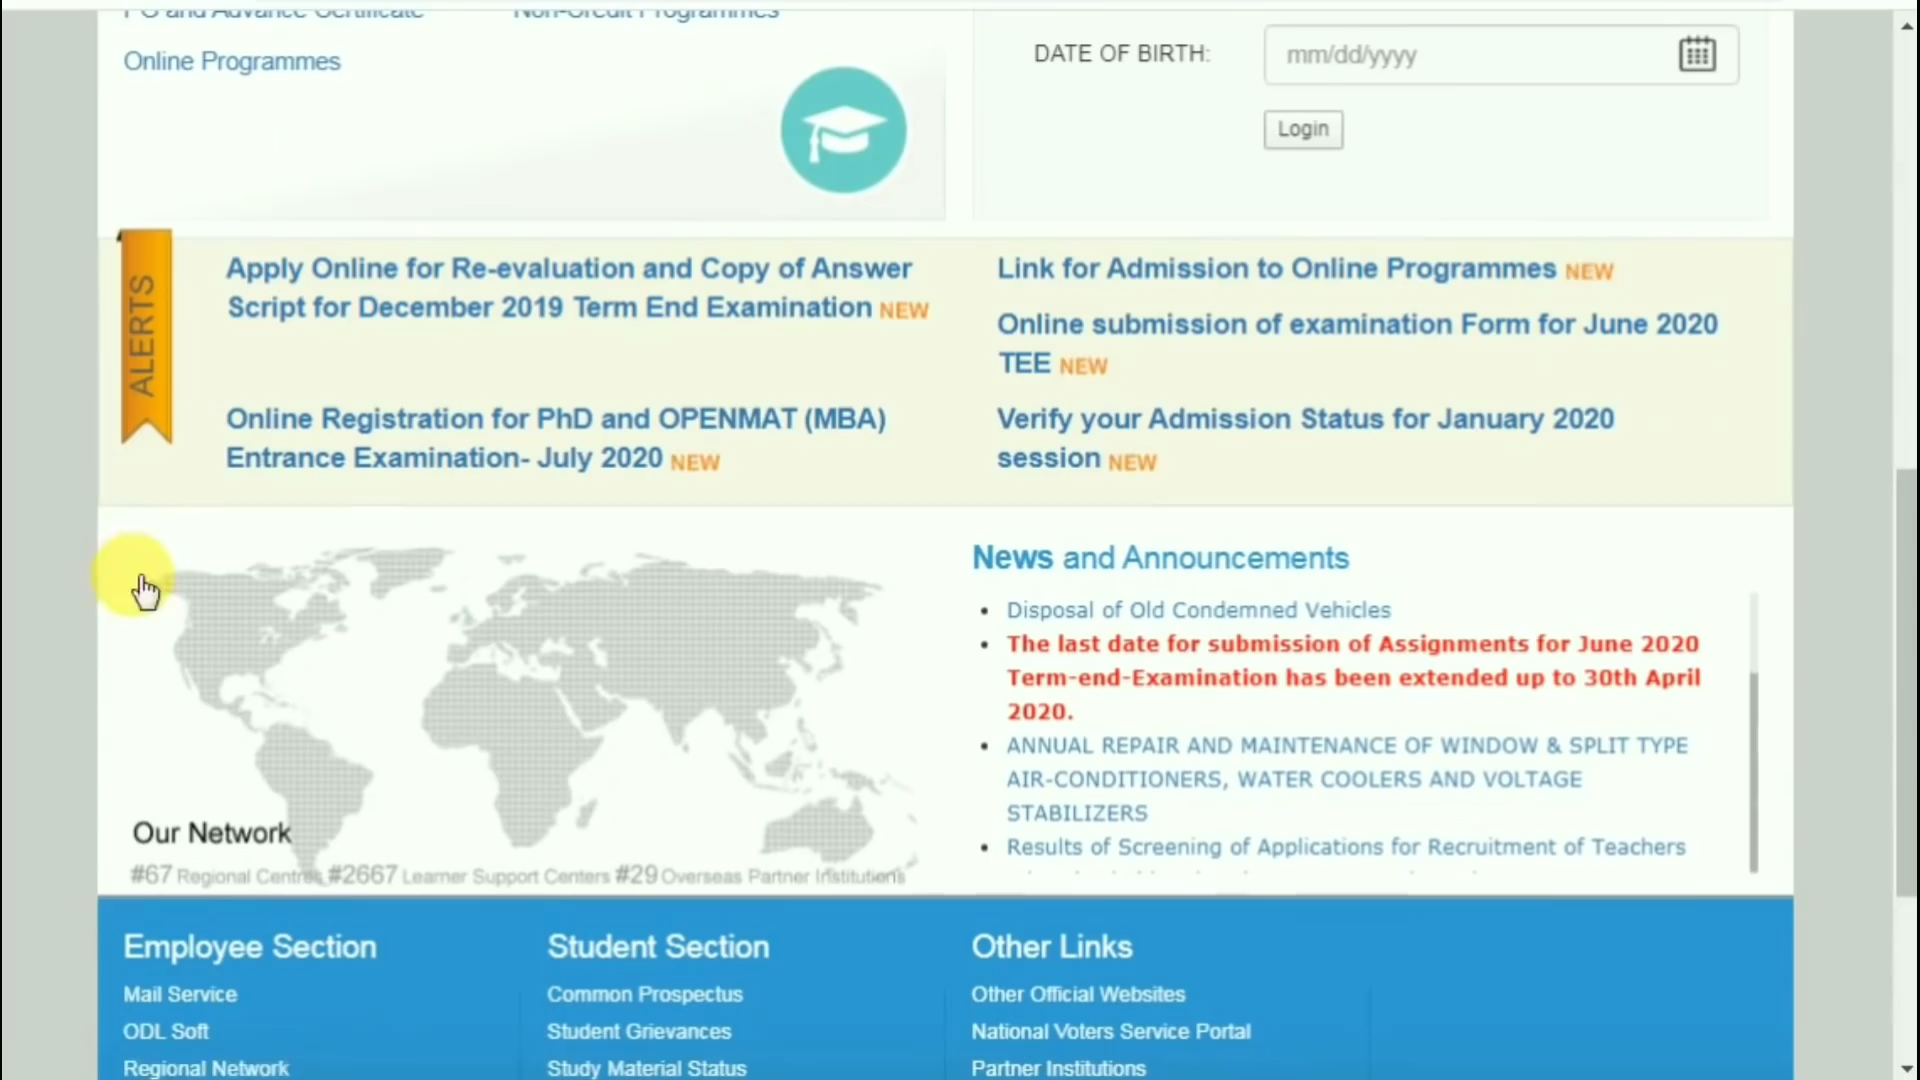 PG and Advance Certificate
Non-Credit Programmes
Online Programmes
DATE OF BIRTH:
mm/dd/yyyy
Login
ALERTS
Apply Online for Re-evaluation and Copy of Answer
Script for December 2019 Term End Examination NEW
Link for Admission to Online Programmes NEW
Online submission of examination Form for June 2020
TEE NEW
Online Registration for PhD and OPENMAT (MBA)
Entrance Examination- July 2020 NEW
Verify your Admission Status for January 2020
session NEW
Our Network
#67 Regional Centres #2667 Learner Support Centers #29 Overseas Partner Institutions
News and Announcements
Disposal of Old Condemned Vehicles
The last date for submission of Assignments for June 2020
Term-end-Examination has been extended up to 30th April
2020.
ANNUAL REPAIR AND MAINTENANCE OF WINDOW & SPLIT TYPE
AIR-CONDITIONERS, WATER COOLERS AND VOLTAGE
STABILIZERS
Results of Screening of Applications for Recruitment of Teachers
Employee Section
Mail Service
ODL Soft
Regional Network
Student Section
Common Prospectus
Student Grievances
Study Material Status
Other Links
Other Official Websites
National Voters Service Portal
Partner Institutions